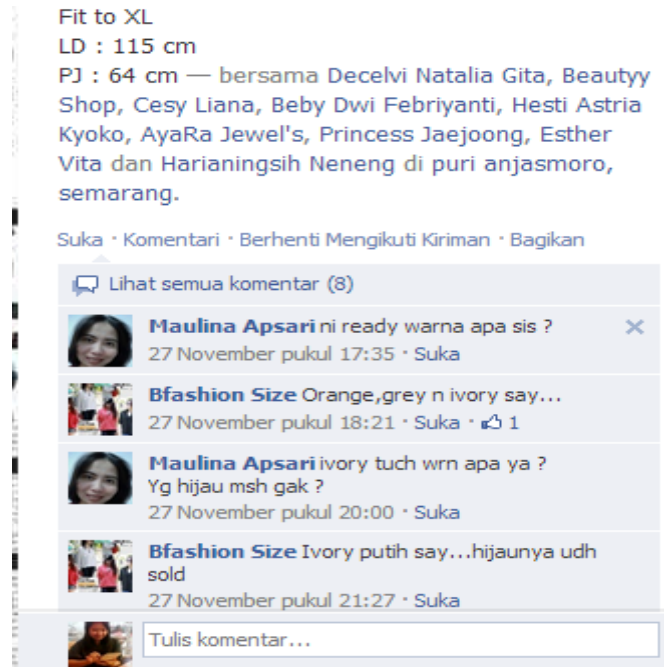 Fit to XL
LD : 115 cm
PJ : 64 cm — bersama Decelvi Natalia Gita, Beautyy
Shop, Cesy Liana, Beby Dwi Febriyanti, Hesti Astria
Kyoko, AyaRa Jewel's, Princess Jaejoong, Esther
Vita dan Harianingsih Neneng di puri anjasmoro,
semarang.
Suka · Komentari · Berhenti Mengikuti Kiriman · Bagikan
Lihat semua komentar (8)
Maulina Apsari ni ready warna apa sis ?
27 November pukul 17:35 · Suka
Bfashion Size Orange,grey n ivory say...
27 November pukul 18:21 · Suka · 1
Maulina Apsari ivory tuch wrn apa ya ?
Yg hijau msh gak ?
27 November pukul 20:00 · Suka
Bfashion Size Ivory putih say...hijaunya udh
sold
27 November pukul 21:27 · Suka
Tulis komentar...